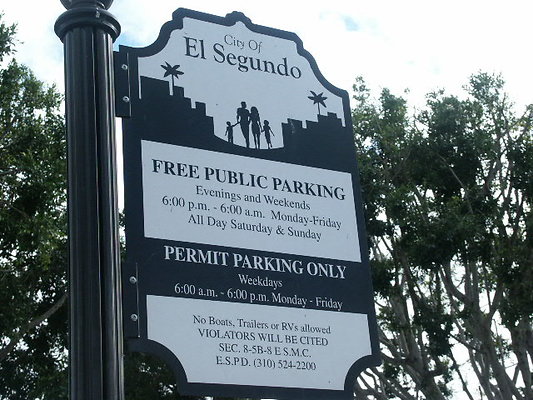 City Of
El Segundo
FREE PUBLIC PARKING
Evenings and Weekends
6:00 p.m. - 6:00 a.m. Monday-Friday
All Day Saturday & Sunday
PERMIT PARKING ONLY
Weekdays
6:00 a.m. - 6:00 p.m. Monday - Friday
No Boats, Trailers or RVs allowed
VIOLATORS WILL BE CITED
SEC. 8-5B-8 E S.M.C.
E.S.P.D. (310) 524-2200